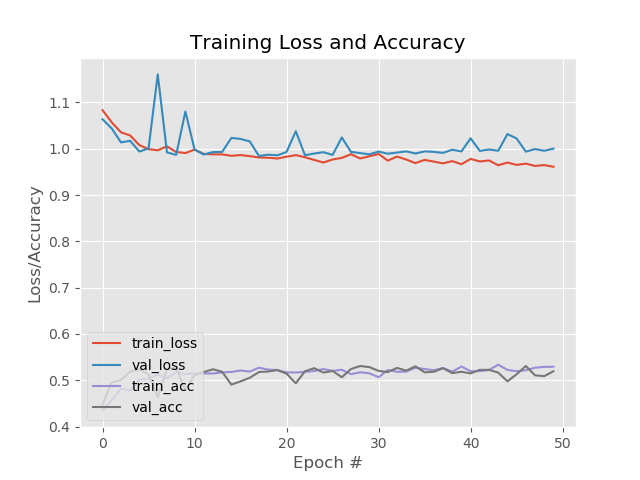 Training Loss and Accuracy
Loss/Accuracy
1.1
1.0
0.9
0.8
0.7
0.6
0.5
0.4
train_loss
val_loss
train_acc
val_acc
0
10
20
30
40
50
Epoch #